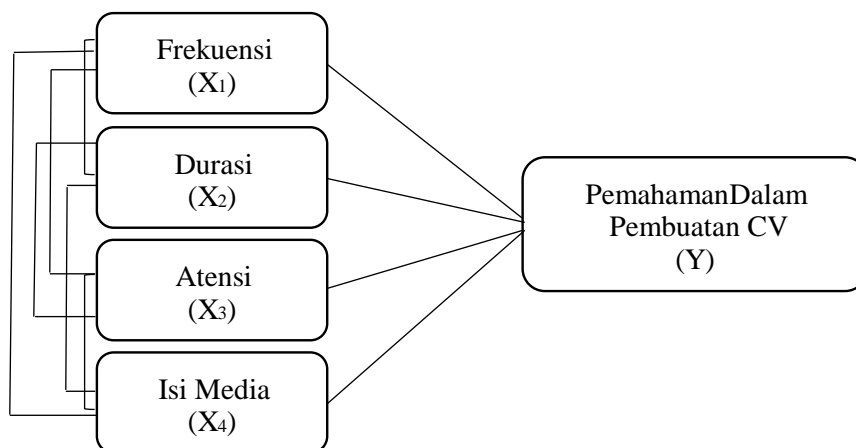 Frekuensi
(X1)
Durasi
(X2)
Atensi
(X3)
Isi Media
(X4)
PemahamanDalam
Pembuatan CV
(Y)